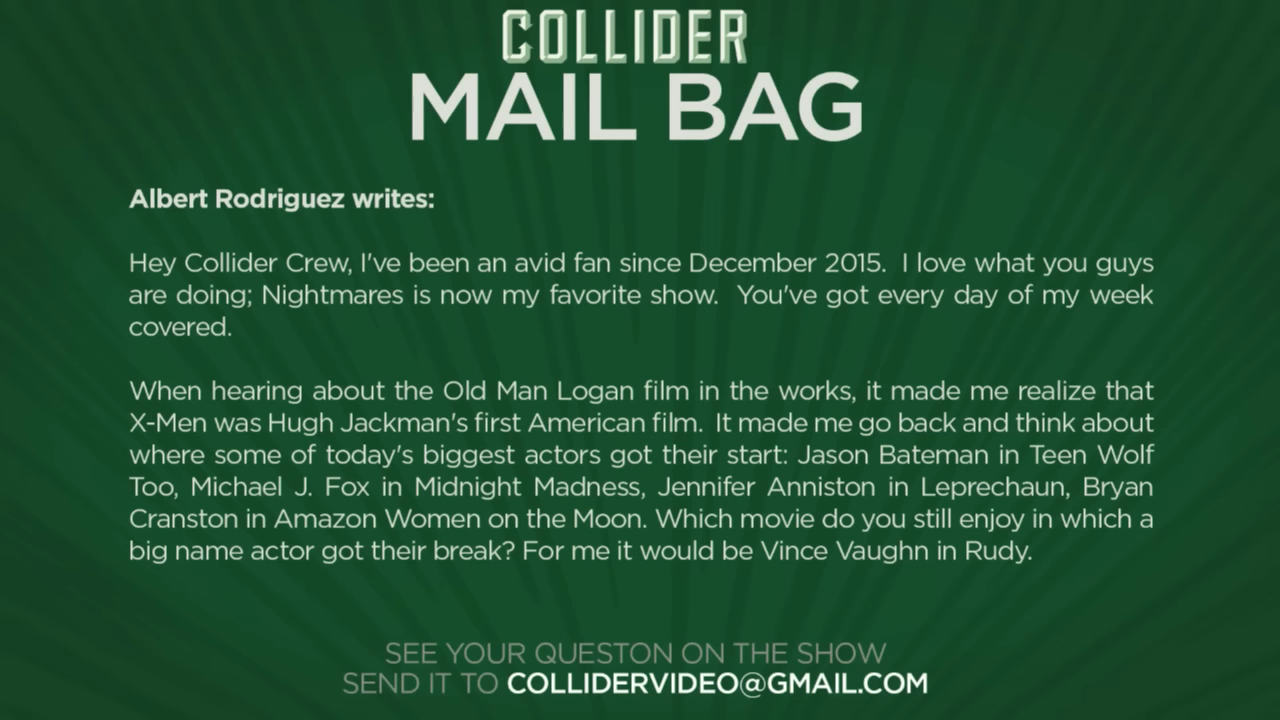 COLLIDER
MAIL BAG
Albert Rodriguez writes:
Hey Collider Crew, I've been an avid fan since December 2015.  I love what you guys
are doing; Nightmares is now my favorite show.  You've got every day of my week
covered.
When hearing about the Old Man Logan film in the works, it made me realize that
X-Men was Hugh Jackman's first American film.  It made me go back and think about
where some of today's biggest actors got their start: Jason Bateman in Teen Wolf
Too, Michael J. Fox in Midnight Madness, Jennifer Anniston in Leprechaun, Bryan
Cranston in Amazon Women on the Moon. Which movie do you still enjoy in which a
big name actor got their break? For me it would be Vince Vaughn in Rudy.
SEE YOUR QUESTON ON THE SHOW
SEND IT TO COLLIDERVIDEO@GMAIL.COM